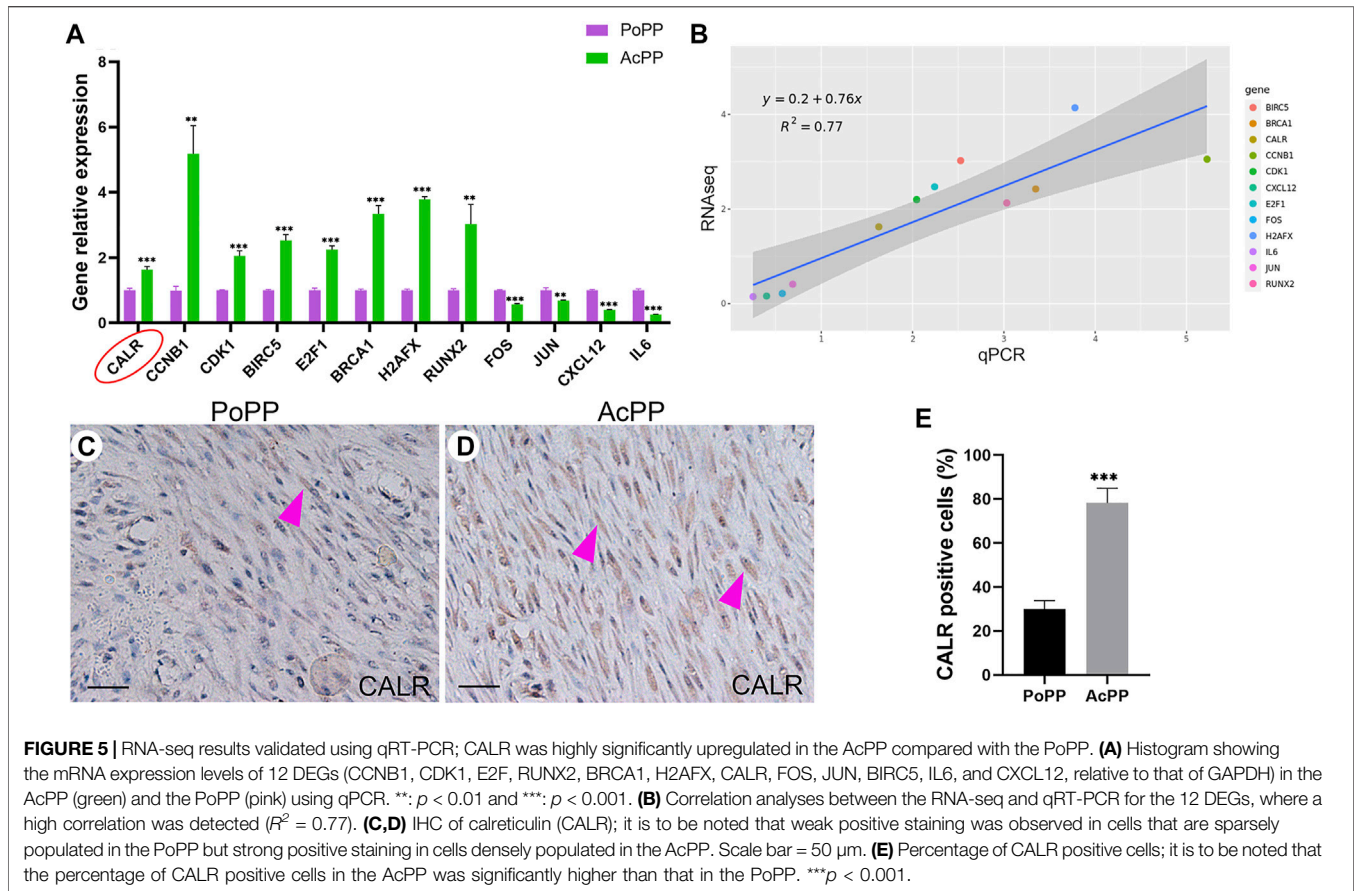 A
PoPP
AcPP
Gene relative expression
8
6
4
2
0
***
**
***
***
***
***
***
**
***
**
***
***
CALR
CCNB1
CDK1
BIRC5
E2F1
BRCA1
H2AFX
RUNX2
FOS
JUN
CXCL12
IL6
B
y = 0.2 + 0.76x
R² = 0.77
RNAseq
4
2
0
1
2
3
4
5
qPCR
gene
BIRC5
BRCA1
CALR
CCNB1
CDK1
CXCL12
E2F1
FOS
H2AFX
IL6
JUN
RUNX2
PoPP
C
CALR
AcPP
D
CALR
E
CALR positive cells (%)
100
80
60
40
20
0
***
PoPP
AcPP
FIGURE 5 | RNA-seq results validated using qRT-PCR; CALR was highly significantly upregulated in the AcPP compared with the PoPP. (A) Histogram showing
the mRNA expression levels of 12 DEGs (CCNB1, CDK1, E2F, RUNX2, BRCA1, H2AFX, CALR, FOS, JUN, BIRC5, IL6, and CXCL12, relative to that of GAPDH) in the
AcPP (green) and the PoPP (pink) using qPCR. **: p < 0.01 and ***: p < 0.001. (B) Correlation analyses between the RNA-seq and qRT-PCR for the 12 DEGs, where a
high correlation was detected (R² = 0.77). (C,D) IHC of calreticulin (CALR); it is to be noted that weak positive staining was observed in cells that are sparsely
populated in the PoPP but strong positive staining in cells densely populated in the AcPP. Scale bar = 50 μm. (E) Percentage of CALR positive cells; it is to be noted that
the percentage of CALR positive cells in the AcPP was significantly higher than that in the PoPP. ***p < 0.001.